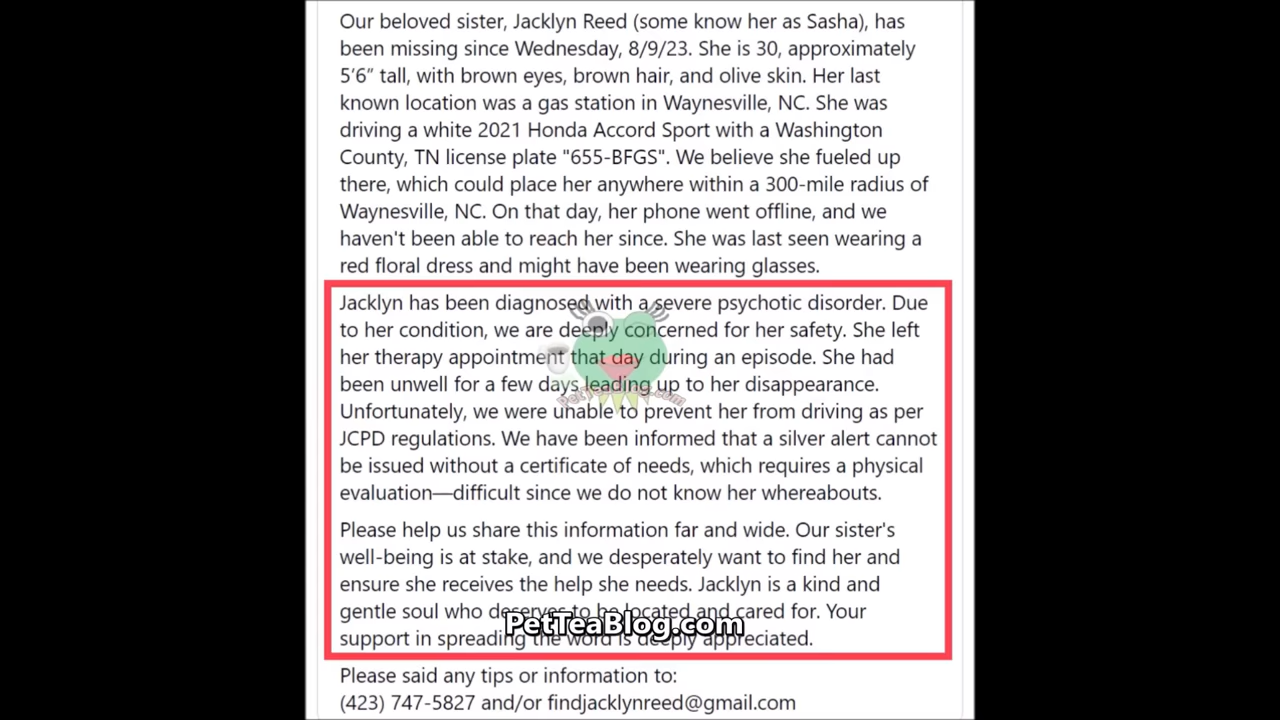 Our beloved sister, Jacklyn Reed (some know her as Sasha), has
been missing since Wednesday, 8/9/23. She is 30, approximately
5'6” tall, with brown eyes, brown hair, and olive skin. Her last
known location was a gas station in Waynesville, NC. She was
driving a white 2021 Honda Accord Sport with a Washington
County, TN license plate "655-BFGS". We believe she fueled up
there, which could place her anywhere within a 300-mile radius of
Waynesville, NC. On that day, her phone went offline, and we
haven't been able to reach her since. She was last seen wearing a
red floral dress and might have been wearing glasses.
Jacklyn has been diagnosed with a severe psychotic disorder. Due
to her condition, we are deeply concerned for her safety. She left
her therapy appointment that day during an episode. She had
been unwell for a few days leading up to her disappearance.
PetTeaBlog.com
Unfortunately, we were unable to prevent her from driving as per
JCPD regulations. We have been informed that a silver alert cannot
be issued without a certificate of needs, which requires a physical
evaluation—difficult since we do not know her whereabouts.
Please help us share this information far and wide. Our sister's
well-being is at stake, and we desperately want to find her and
ensure she receives the help she needs. Jacklyn is a kind and
gentle soul who deserves to be located and cared for. Your
PetTeaBlog.com
support in spreading the word is deeply appreciated.
Please said any tips or information to:
(423) 747-5827 and/or findjacklynreed@gmail.com